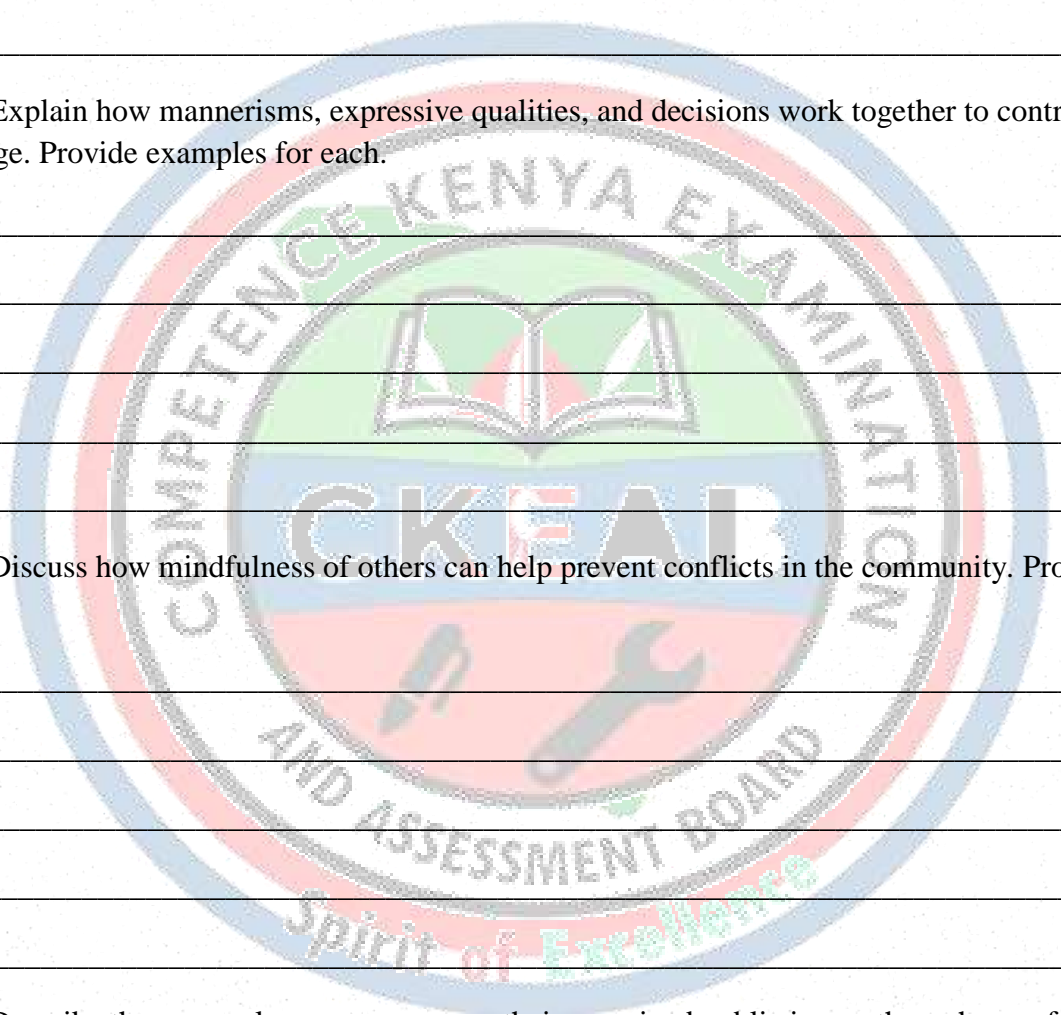 Explain how mannerisms, expressive qualities, and decisions work together to contr
ge. Provide examples for each.
COMPETENCE KENYA EXAMINATION
CKEAB
Discuss how mindfulness of others can help prevent conflicts in the community. Pro
AND ASSESSMENT BOARD
Spirit of Excellence